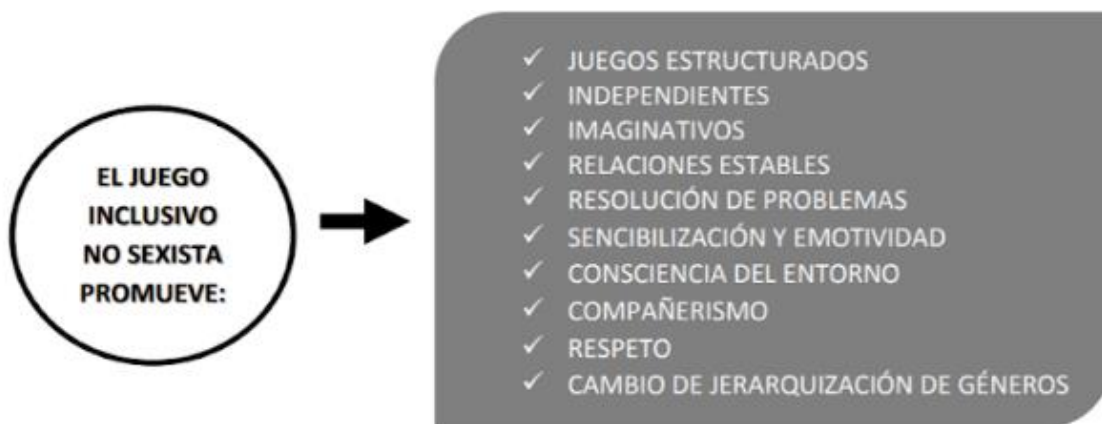 EL JUEGO
INCLUSIVO
NO SEXISTA
PROMUEVE:
✓ JUEGOS ESTRUCTURADOS
✓ INDEPENDIENTES
✓ IMAGINATIVOS
✓ RELACIONES ESTABLES
✓ RESOLUCIÓN DE PROBLEMAS
✓ SENCIBILIZACIÓN Y EMOTIVIDAD
✓ CONSCIENCIA DEL ENTORNO
✓ COMPAÑERISMO
✓ RESPETO
✓ CAMBIO DE JERARQUIZACIÓN DE GÉNEROS